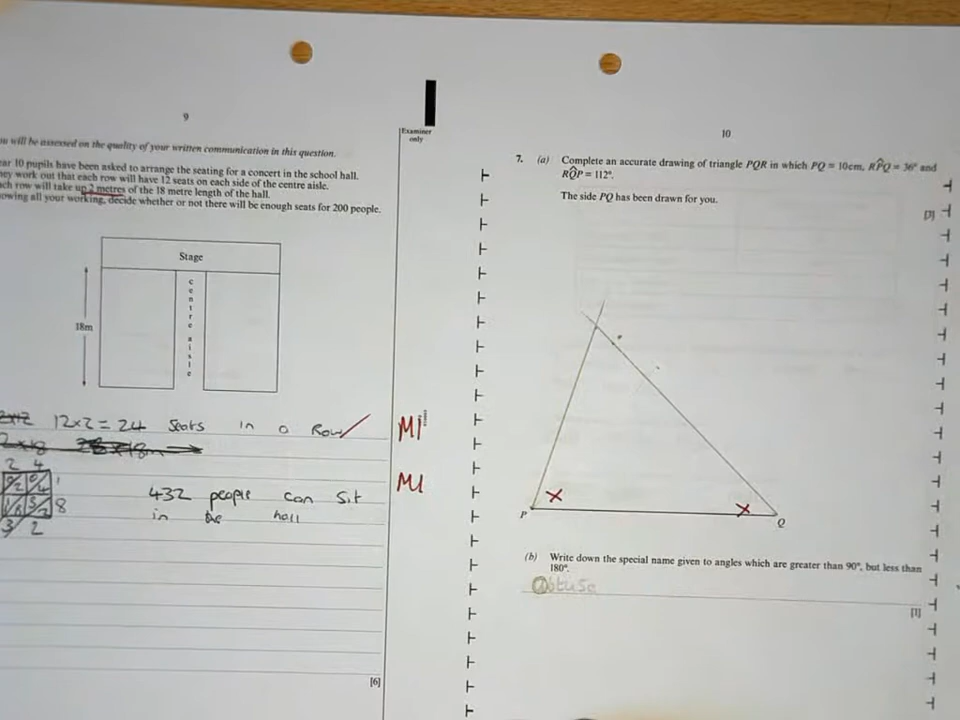 9
will be assessed on the quality of your written communication in this question.
10 pupils have been asked to arrange the seating for a concert in the school hall.
work out that each row will have 12 seats on each side of the centre aisle.
row will take up 2 metres of the 18 metre length of the hall.
all your working, decide whether or not there will be enough seats for 200 people.
Stage
centre aisle
18m
12x2 = 24 Seats in a Row
2 4
1
8
3 2
432 people can sit
in the hall
[6]
Examiner
only
M1
M1
10
7. (a) Complete an accurate drawing of triangle PQR in which PQ = 10cm, RP̂Q = 36° and
RQ̂P = 112°.
The side PQ has been drawn for you.
[3]
P
Q
(b) Write down the special name given to angles which are greater than 90°, but less than
180°.
Obtuse
[1]